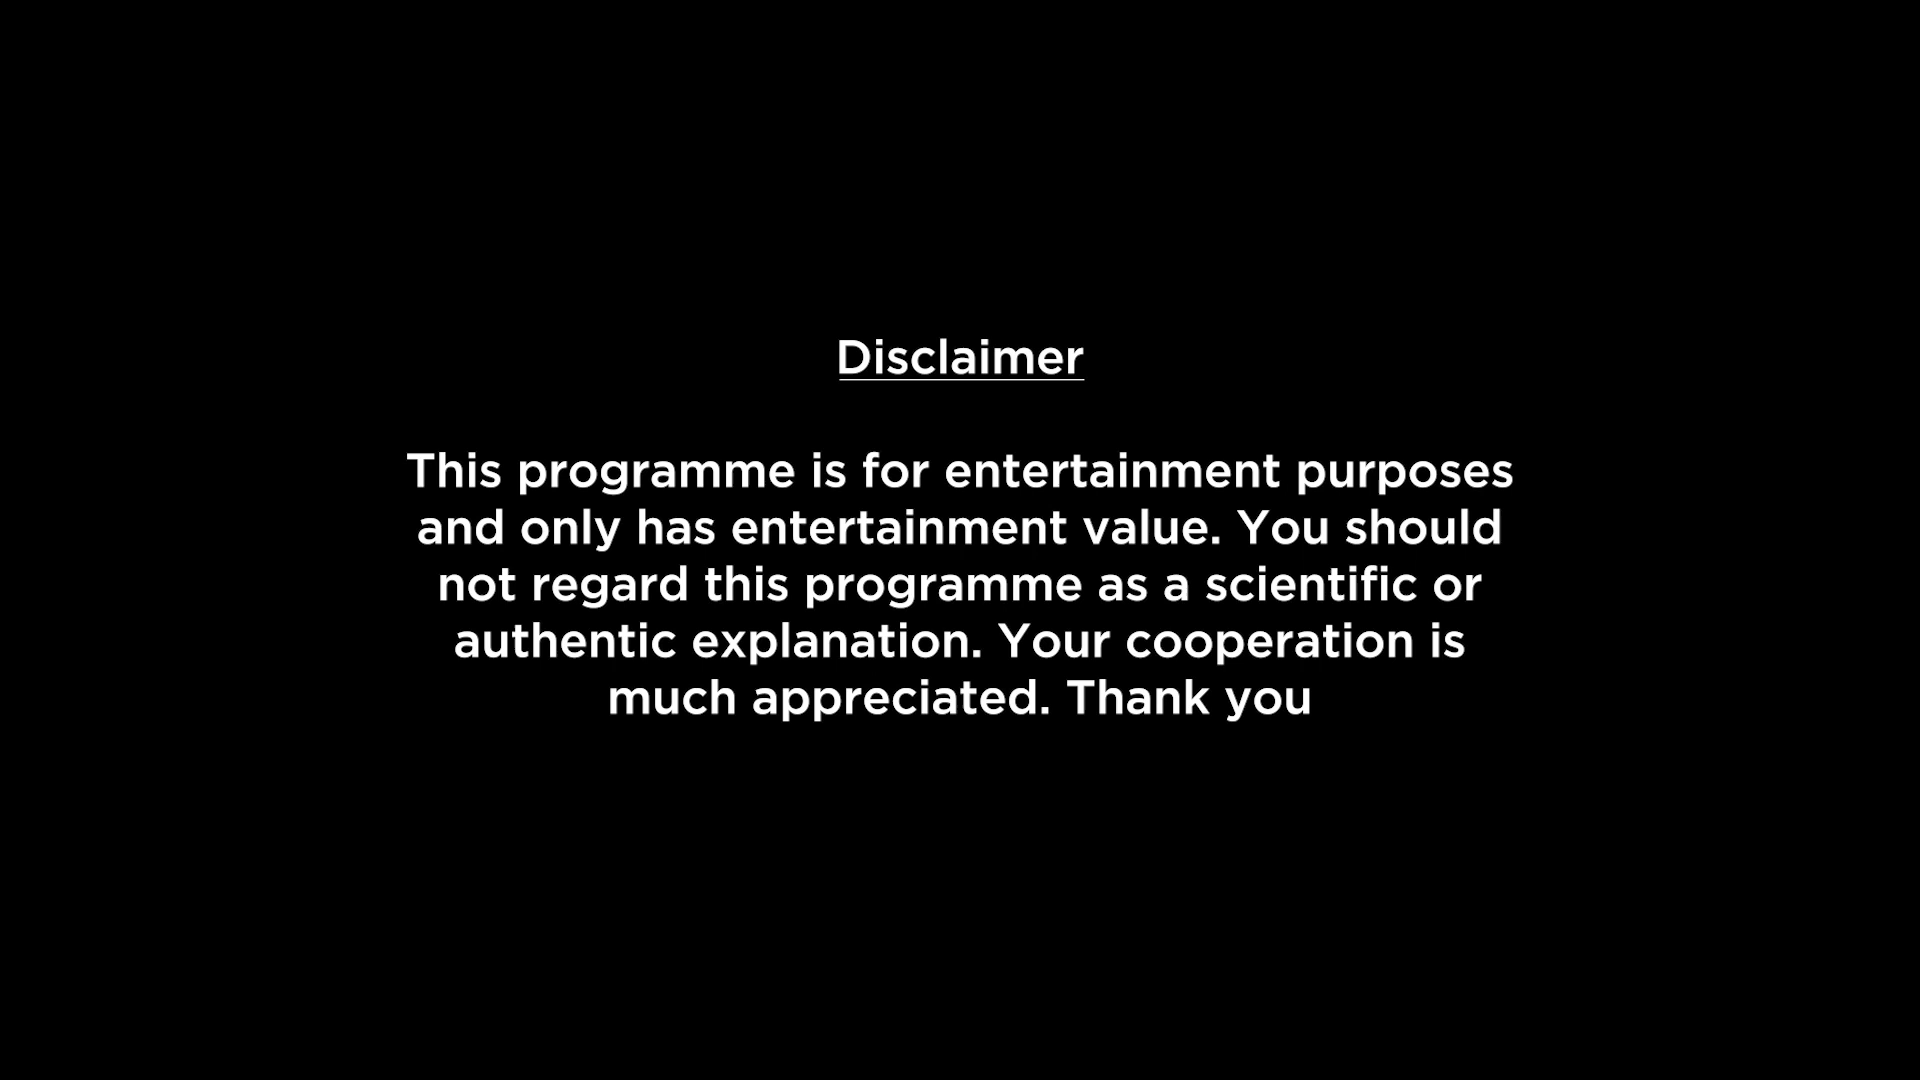 Disclaimer
This programme is for entertainment purposes
and only has entertainment value. You should
not regard this programme as a scientific or
authentic explanation. Your cooperation is
much appreciated. Thank you